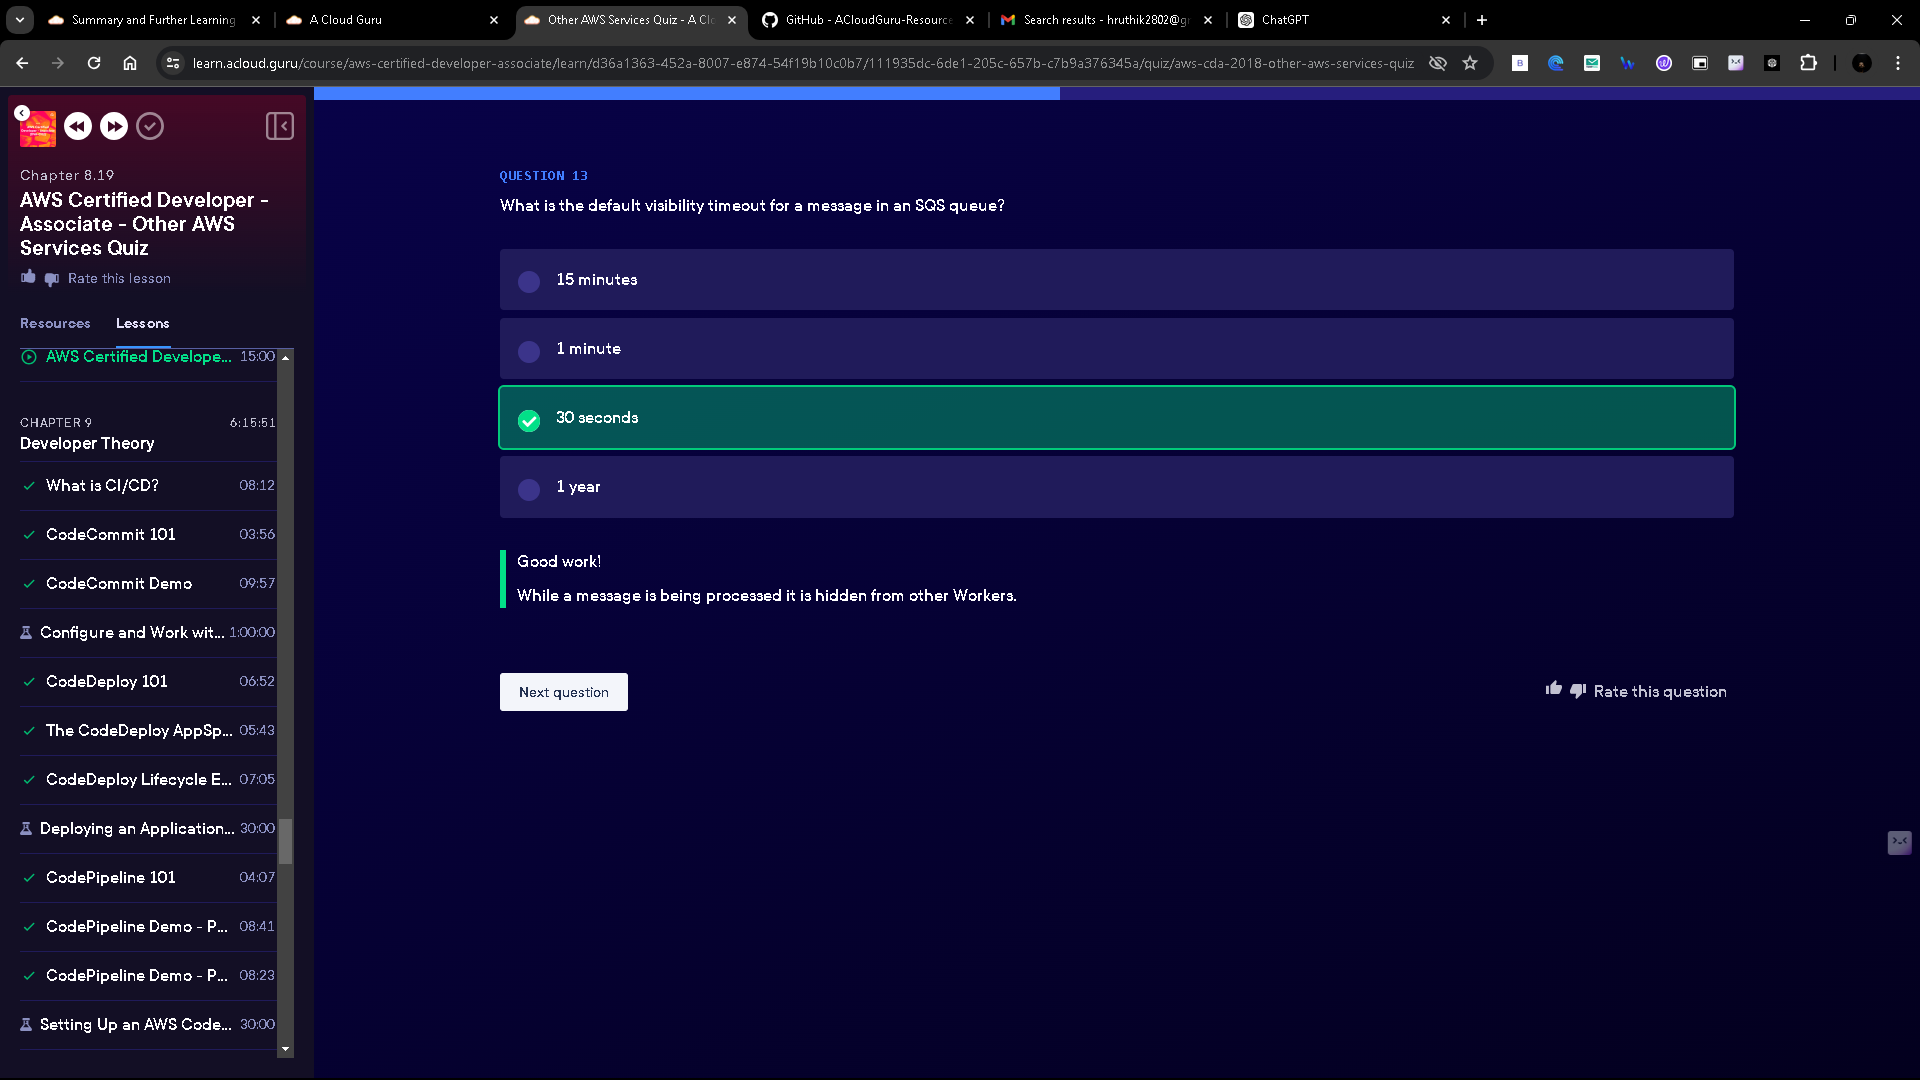 Summary and Further Learning
A Cloud Guru
Other AWS Services Quiz - A Cl
GitHub - ACloudGuru-Resource
Search results - hruthik2802@gr
ChatGPT
learn.acloud.guru/course/aws-certified-developer-associate/learn/d36a1363-452a-8007-e874-54f19b10c0b7/111935dc-6de1-205c-657b-c7b9a376345a/quiz/aws-cda-2018-other-aws-services-quiz
Chapter 8.19
AWS Certified Developer -
Associate - Other AWS
Services Quiz
Rate this lesson
Resources
Lessons
AWS Certified Develope... 15:00
CHAPTER 9 6:15:51
Developer Theory
What is CI/CD? 08:12
CodeCommit 101 03:56
CodeCommit Demo 09:57
Configure and Work wit... 1:00:00
CodeDeploy 101 06:52
The CodeDeploy AppSp... 05:43
CodeDeploy Lifecycle E... 07:05
Deploying an Application... 30:00
CodePipeline 101 04:07
CodePipeline Demo - P... 08:41
CodePipeline Demo - P... 08:23
Setting Up an AWS Code... 30:00
QUESTION 13
What is the default visibility timeout for a message in an SQS queue?
15 minutes
1 minute
30 seconds
1 year
Good work!
While a message is being processed it is hidden from other Workers.
Next question
Rate this question